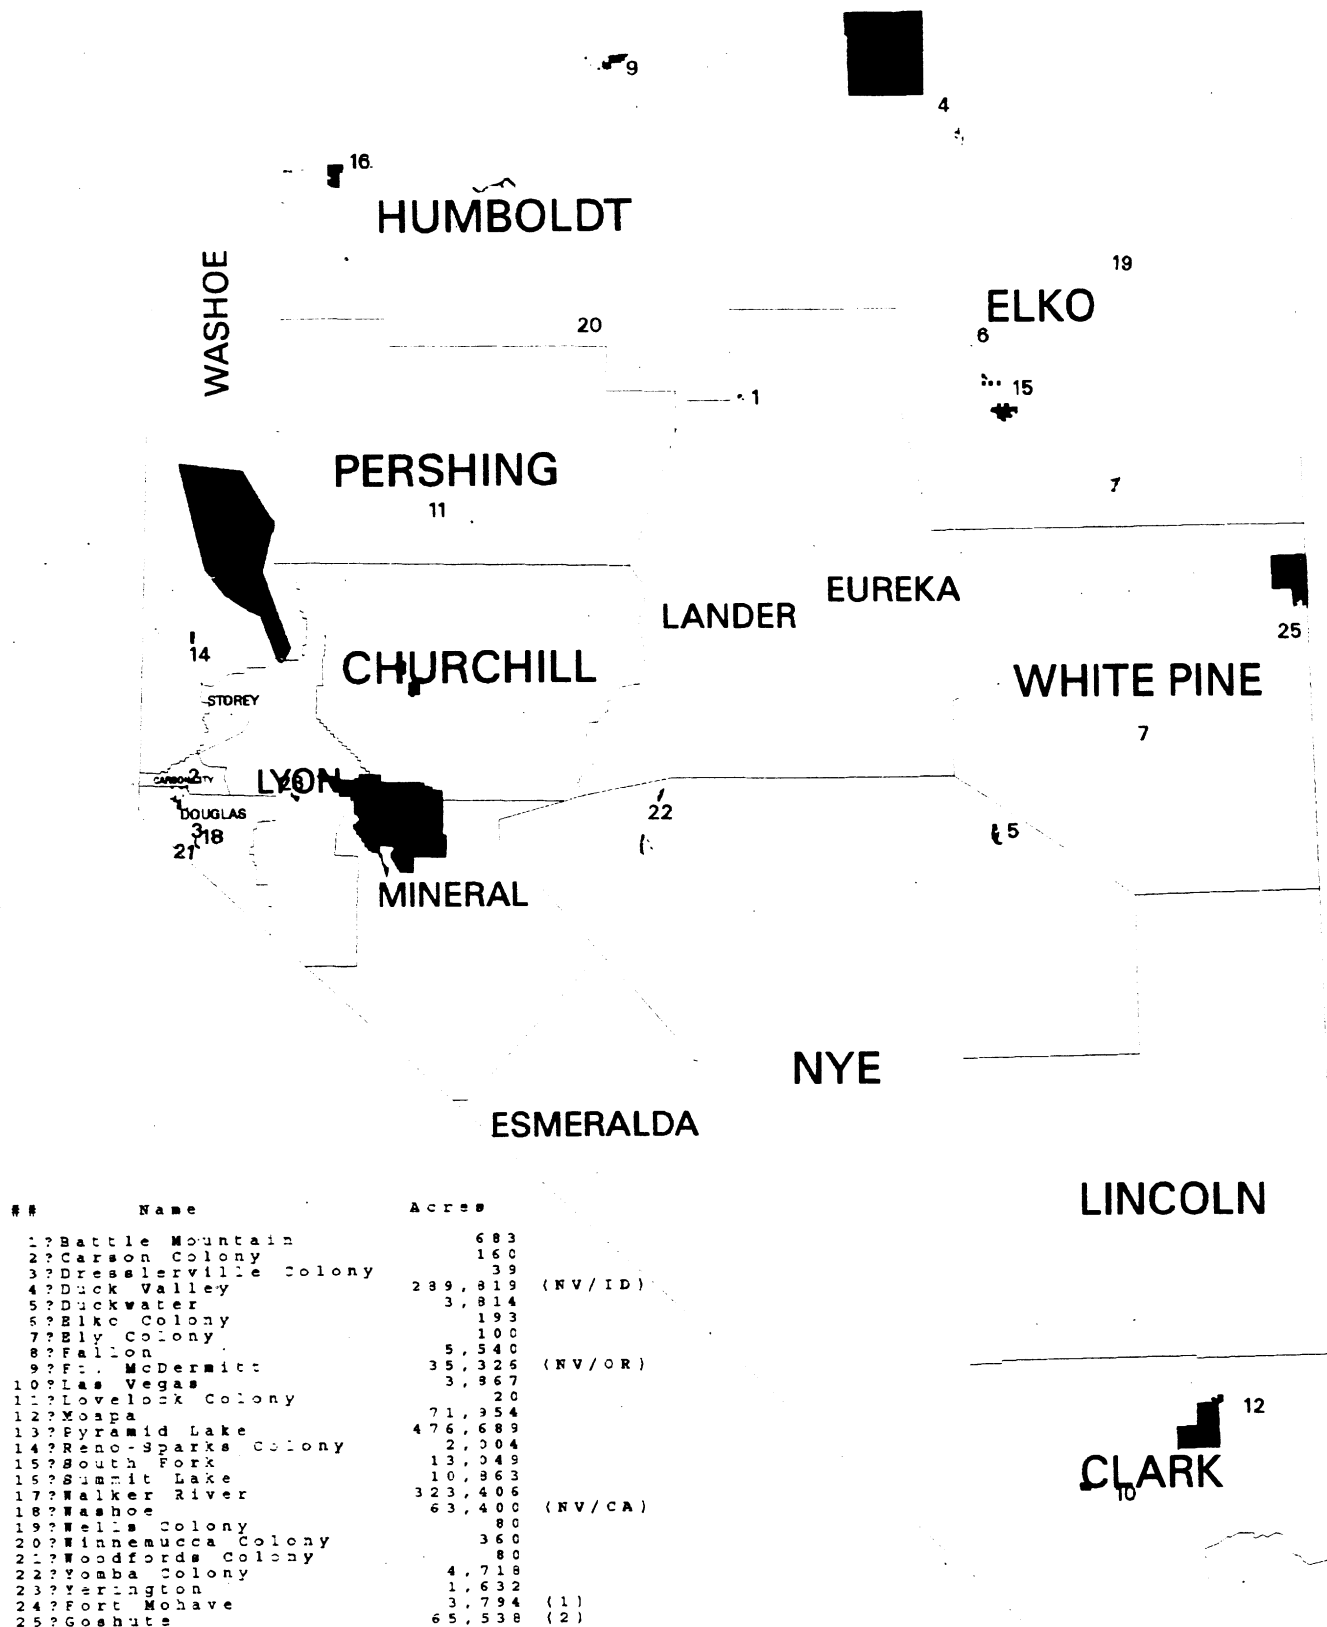 9
4
16
HUMBOLDT
WASHOE
19
ELKO
20
6
1
15
PERSHING
11
7
EUREKA
LANDER
25
14
CHURCHILL
WHITE PINE
STOREY
7
2
CARSON CITY
LYON
23
DOUGLAS
22
3
18
5
21
MINERAL
NYE
ESMERALDA
LINCOLN
12
CLARK
10
## Name Acres
1?Battle Mountain 683
2?Carson Colony 160
3?Dresslerville Colony 39
4?Duck Valley 289,819 (NV/ID)
5?Duckwater 3,814
6?Elko Colony 193
7?Ely Colony 100
8?Fallon 5,540
9?Ft. McDermitt 35,326 (NV/OR)
10?Las Vegas 3,867
11?Lovelock Colony 20
12?Moapa 71,954
13?Pyramid Lake 476,689
14?Reno-Sparks Colony 2,004
15?South Fork 13,049
16?Summit Lake 10,863
17?Walker River 323,406
18?Washoe 63,400 (NV/CA)
19?Wells Colony 80
20?Winnemucca Colony 360
21?Woodfords Colony 80
22?Yomba Colony 4,718
23?Yerington 1,632
24?Fort Mohave 3,794 (1)
25?Goshute 65,538 (2)